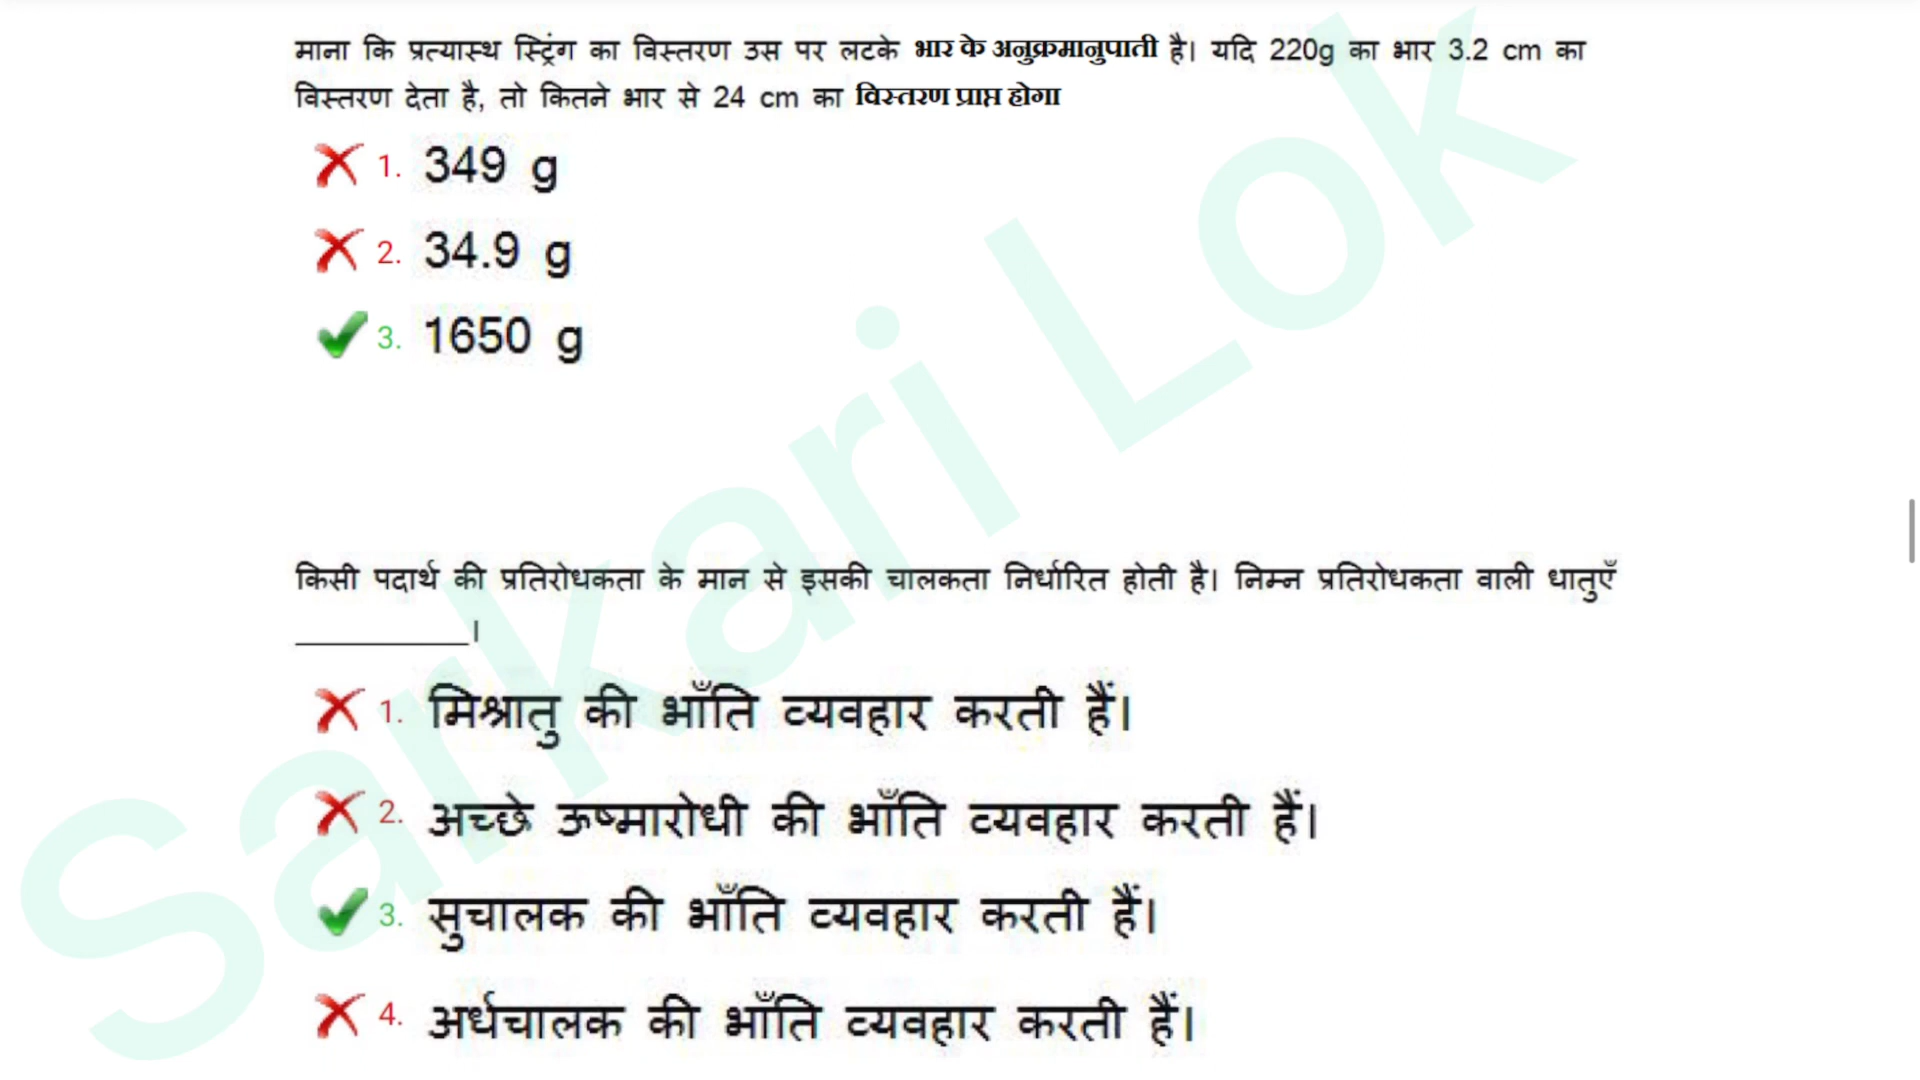 माना कि प्रत्यास्थ स्ट्रिंग का विस्तरण उस पर लटके भार के अनुक्रमानुपाती है। यदि 220g का भार 3.2 cm का
विस्तरण देता है, तो कितने भार से 24 cm का विस्तरण प्राप्त होगा
1. 349 g
2. 34.9 g
3. 1650 g
किसी पदार्थ की प्रतिरोधकता के मान से इसकी चालकता निर्धारित होती है। निम्न प्रतिरोधकता वाली धातुएँ
____________।
1. मिश्रातु की भाँति व्यवहार करती हैं।
2. अच्छे ऊष्मारोधी की भाँति व्यवहार करती हैं।
3. सुचालक की भाँति व्यवहार करती हैं।
4. अर्धचालक की भाँति व्यवहार करती हैं।
Sarkari Lok